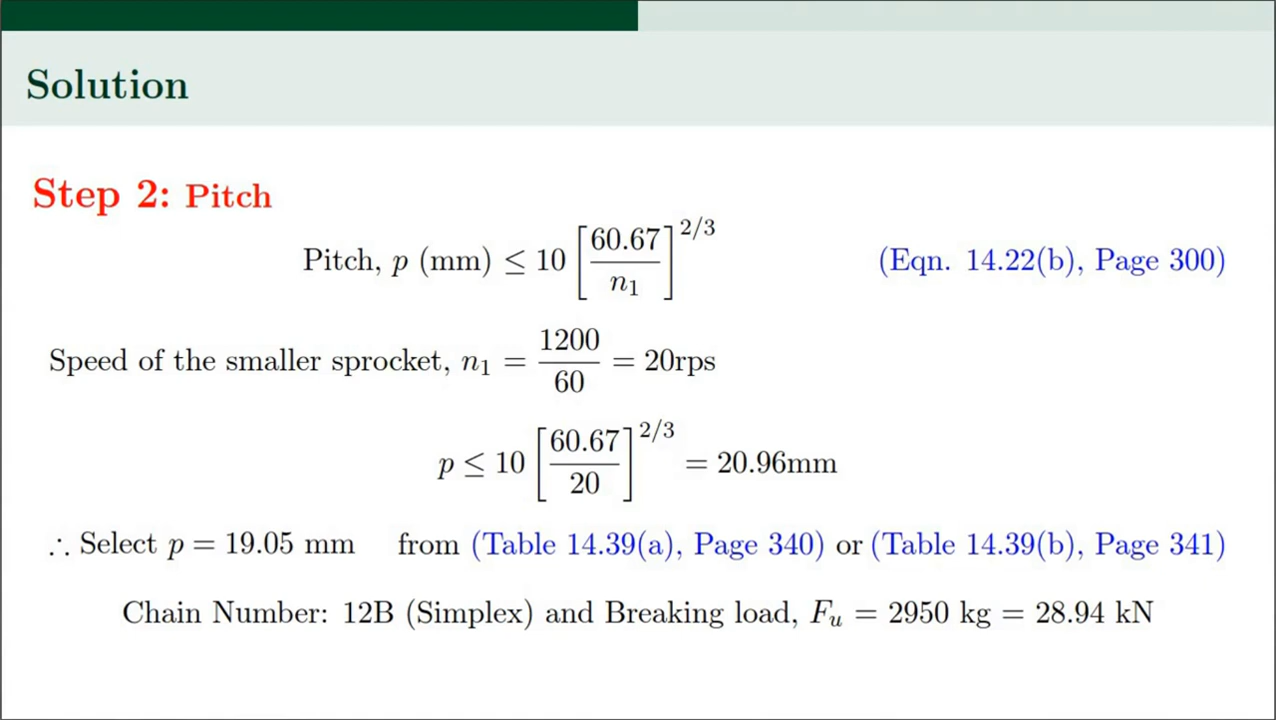 Solution
Step 2: Pitch
Pitch, p (mm) ≤ 10 [60.67/n₁]^2/3 (Eqn. 14.22(b), Page 300)
Speed of the smaller sprocket, n₁ = 1200/60 = 20rps
p ≤ 10 [60.67/20]^2/3 = 20.96mm
∴ Select p = 19.05 mm from (Table 14.39(a), Page 340) or (Table 14.39(b), Page 341)
Chain Number: 12B (Simplex) and Breaking load, Fᵤ = 2950 kg = 28.94 kN